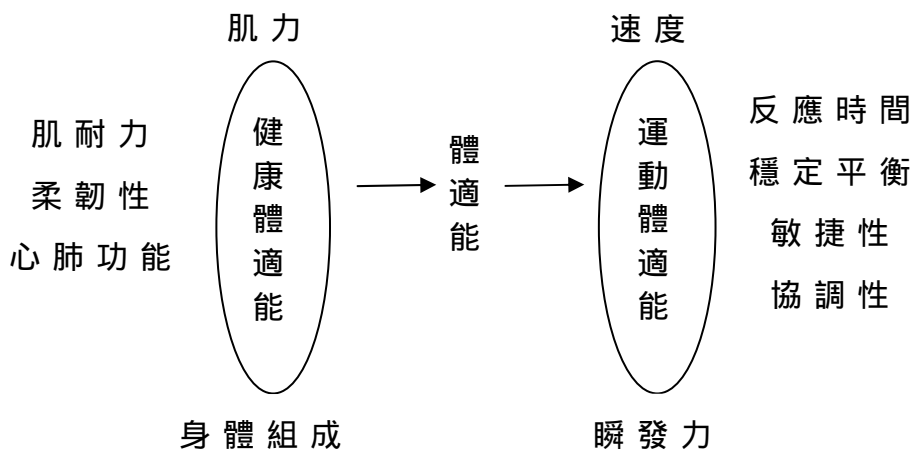 肌力
肌耐力
柔韌性
心肺功能
健康體適能
身體組成
體適能
速度
運動體適能
反應時間
穩定平衡
敏捷性
協調性
瞬發力